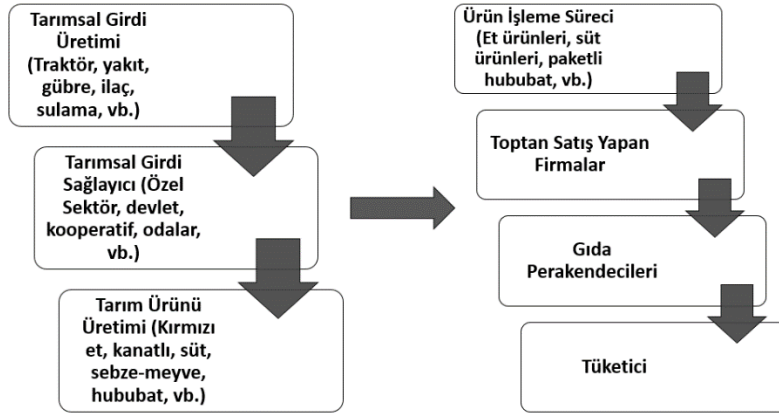 Tarımsal Girdi
Üretimi
(Traktör, yakıt,
gübre, ilaç,
sulama, vb.)
Tarımsal Girdi
Sağlayıcı (Özel
Sektör, devlet,
kooperatif, odalar,
vb.)
Tarım Ürünü
Üretimi (Kırmızı
et, kanatlı, süt,
sebze-meyve,
hububat, vb.)
Ürün İşleme Süreci
(Et ürünleri, süt
ürünleri, paketli
hububat, vb.)
Toptan Satış Yapan
Firmalar
Gıda
Perakendecileri
Tüketici